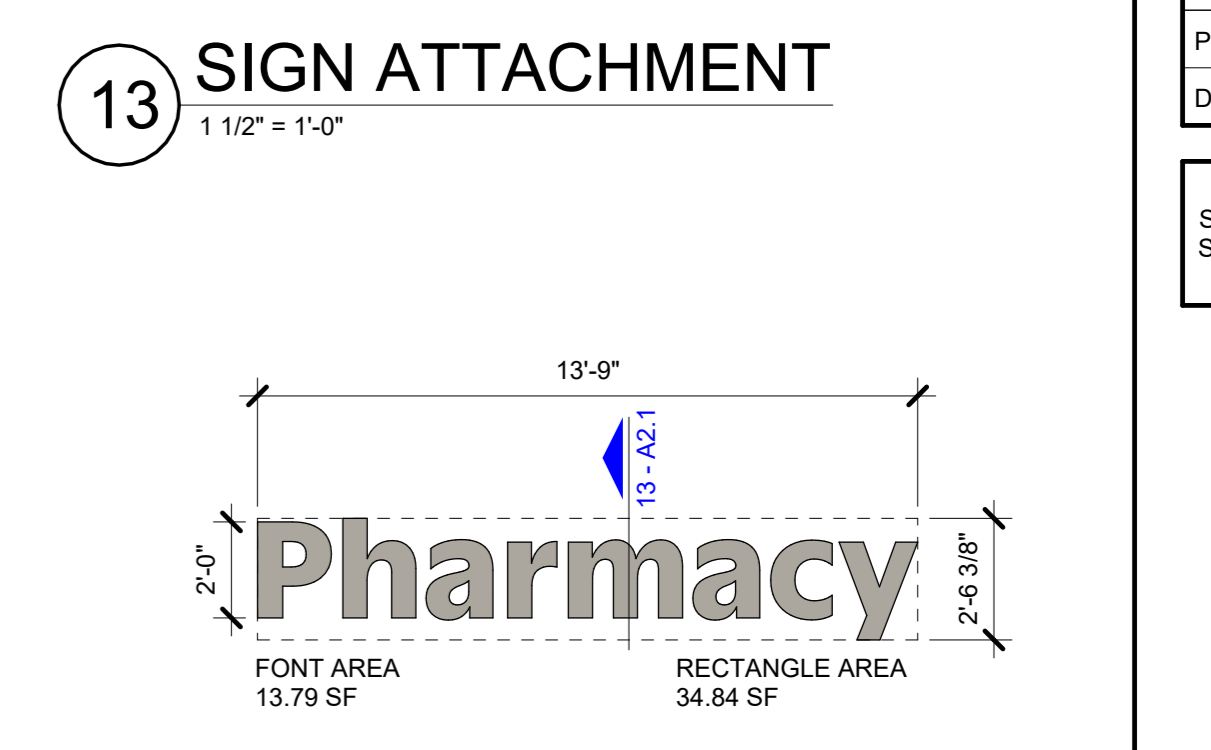 13
SIGN ATTACHMENT
1 1/2" = 1'-0"
P
D
S
S
13'-9"
13 - A2.1
2'-0"
Pharmacy
2'-6 3/8"
FONT AREA
13.79 SF
RECTANGLE AREA
34.84 SF